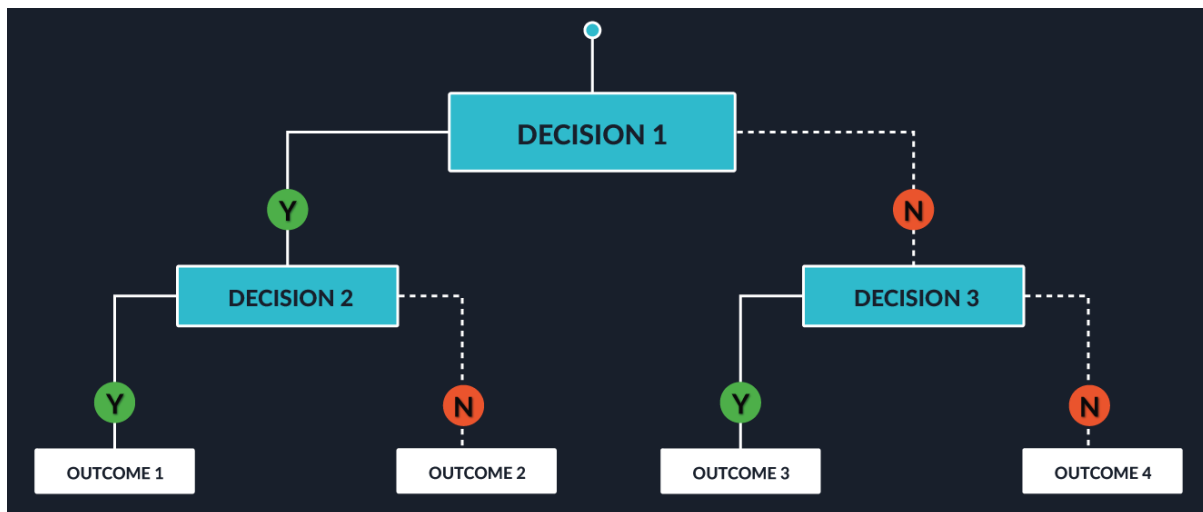 DECISION 1
Y
N
DECISION 2
DECISION 3
Y
N
Y
N
OUTCOME 1
OUTCOME 2
OUTCOME 3
OUTCOME 4